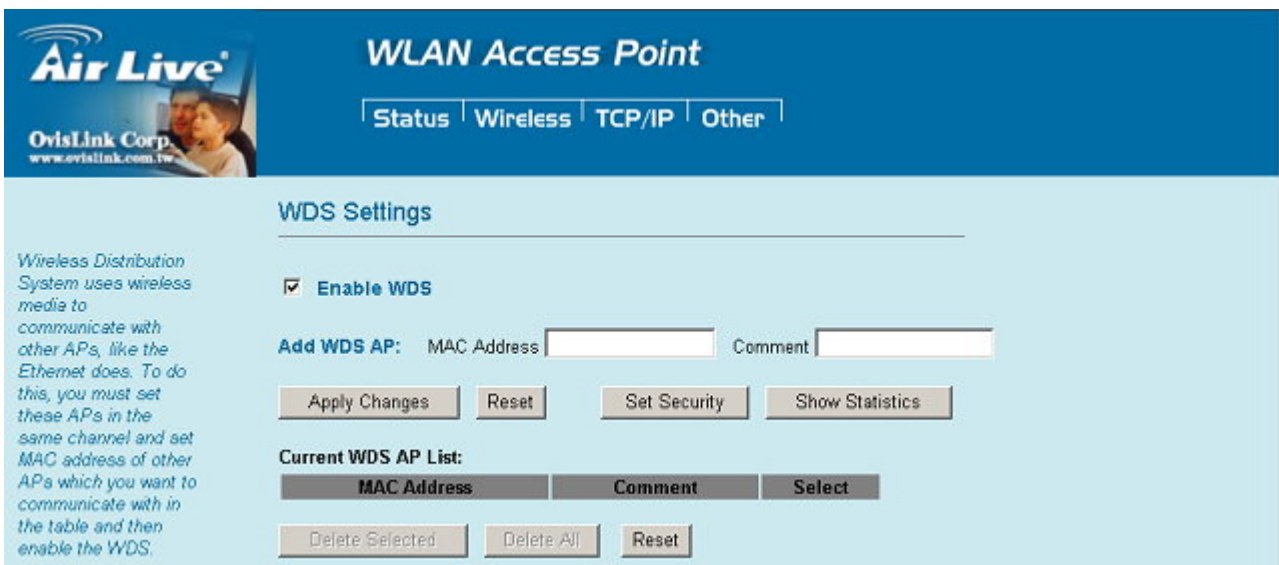 Air Live®
OvisLink Corp.
www.ovislink.com.tw
WLAN Access Point
Status Wireless TCP/IP Other
WDS Settings
Wireless Distribution
System uses wireless
media to
communicate with
other APs, like the
Ethernet does. To do
this, you must set
these APs in the
same channel and set
MAC address of other
APs which you want to
communicate with in
the table and then
enable the WDS.
Enable WDS
Add WDS AP: MAC Address Comment
Apply Changes Reset Set Security Show Statistics
Current WDS AP List:
MAC Address Comment Select
Delete Selected Delete All Reset